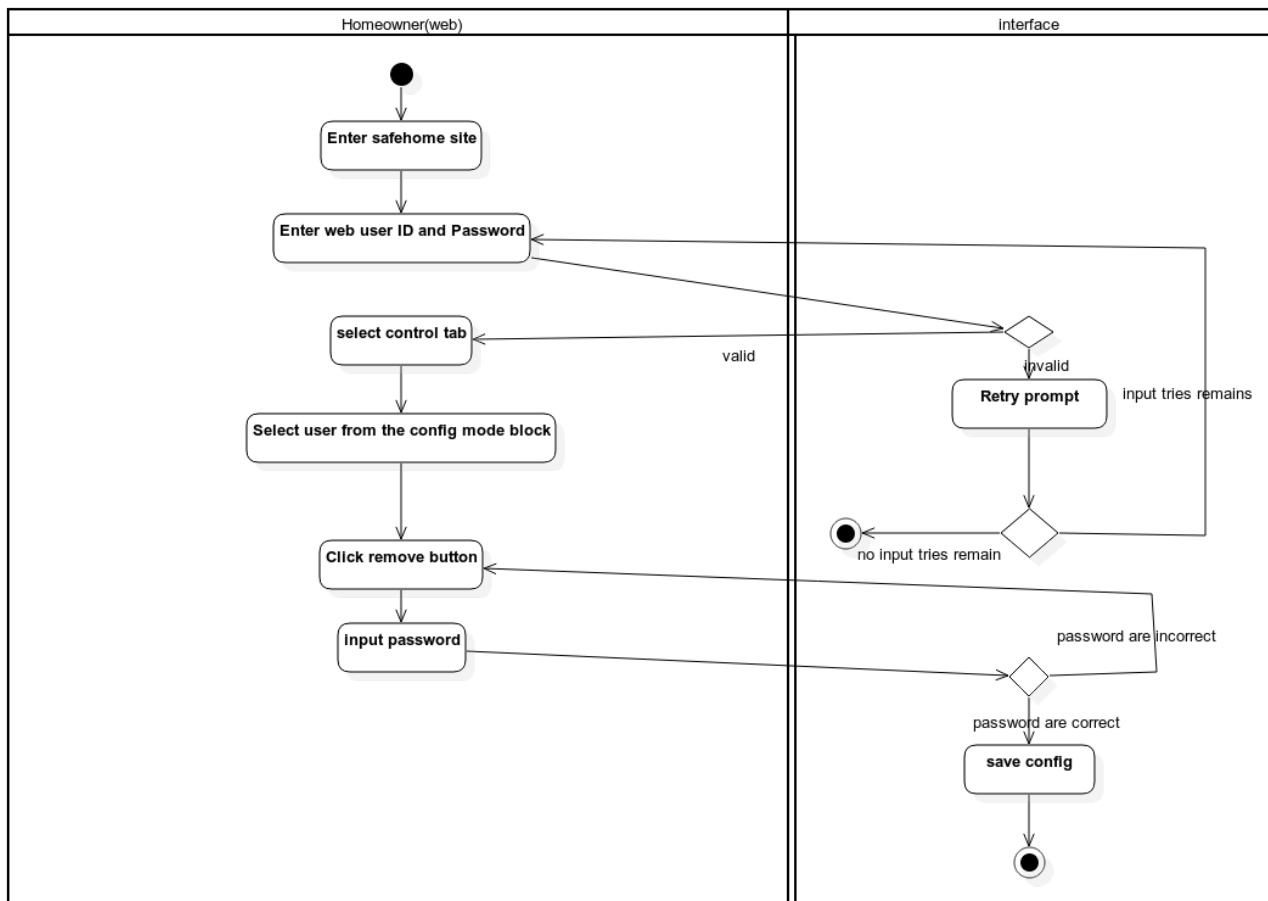 Homeowner(web)
interface
Enter safehome site
Enter web user ID and Password
select control tab
valid
invalid
Retry prompt
input tries remains
Select user from the config mode block
no input tries remain
Click remove button
input password
password are incorrect
password are correct
save config